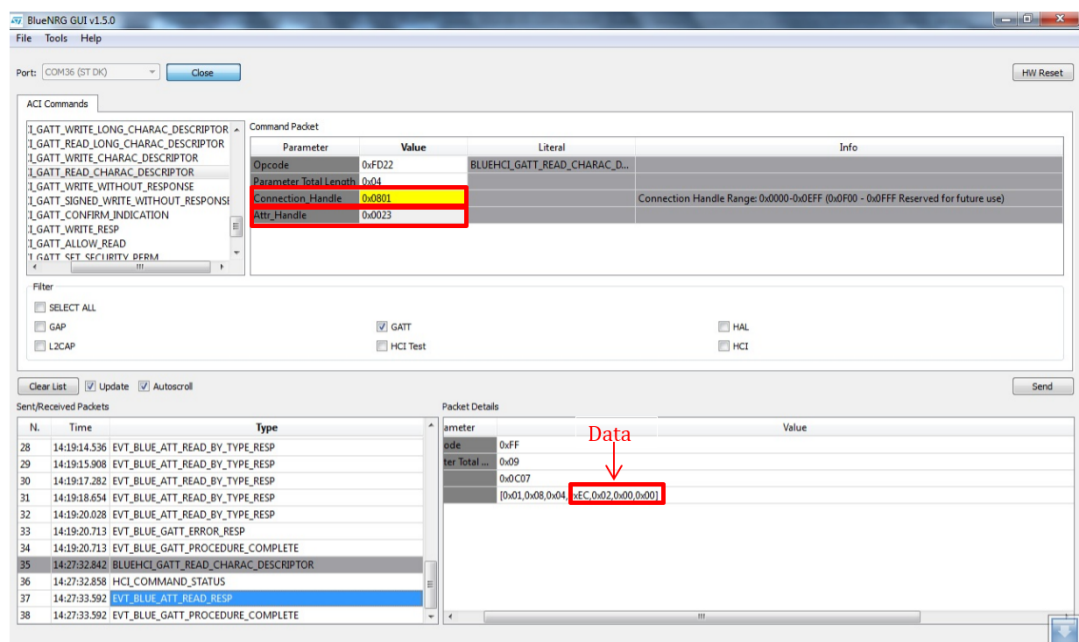 BlueNRG GUI v1.5.0
File Tools Help
Port: COM36 (ST DK) Close HW Reset
ACI Commands
I_GATT_WRITE_LONG_CHARAC_DESCRIPTOR
I_GATT_READ_LONG_CHARAC_DESCRIPTOR
I_GATT_WRITE_CHARAC_DESCRIPTOR
I_GATT_READ_CHARAC_DESCRIPTOR
I_GATT_WRITE_WITHOUT_RESPONSE
I_GATT_SIGNED_WRITE_WITHOUT_RESPONSE
I_GATT_CONFIRM_INDICATION
I_GATT_WRITE_RESP
I_GATT_ALLOW_READ
I_GATT_SET_SECURITY_PERM
Command Packet
Parameter Value Literal Info
Opcode 0xFD22 BLUEHCI_GATT_READ_CHARAC_D...
Parameter Total Length 0x04
Connection_Handle 0x0801 Connection Handle Range: 0x0000-0x0EFF (0x0F00 - 0x0FFF Reserved for future use)
Attr_Handle 0x0023
Filter
SELECT ALL
GAP GATT HAL
L2CAP HCI Test HCI
Clear List Update Autoscroll Send
Sent/Received Packets
N. Time Type
28 14:19:14.536 EVT_BLUE_ATT_READ_BY_TYPE_RESP
29 14:19:15.908 EVT_BLUE_ATT_READ_BY_TYPE_RESP
30 14:19:17.282 EVT_BLUE_ATT_READ_BY_TYPE_RESP
31 14:19:18.654 EVT_BLUE_ATT_READ_BY_TYPE_RESP
32 14:19:20.028 EVT_BLUE_ATT_READ_BY_TYPE_RESP
33 14:19:20.713 EVT_BLUE_GATT_ERROR_RESP
34 14:19:20.713 EVT_BLUE_GATT_PROCEDURE_COMPLETE
35 14:27:32.842 BLUEHCI_GATT_READ_CHARAC_DESCRIPTOR
36 14:27:32.858 HCI_COMMAND_STATUS
37 14:27:33.592 EVT_BLUE_ATT_READ_RESP
38 14:27:33.592 EVT_BLUE_GATT_PROCEDURE_COMPLETE
Packet Details
ameter Value
ode 0xFF
ter Total ... 0x09
0x0C07
[0x01,0x08,0x04, xEC,0x02,0x00,0x00]
Data